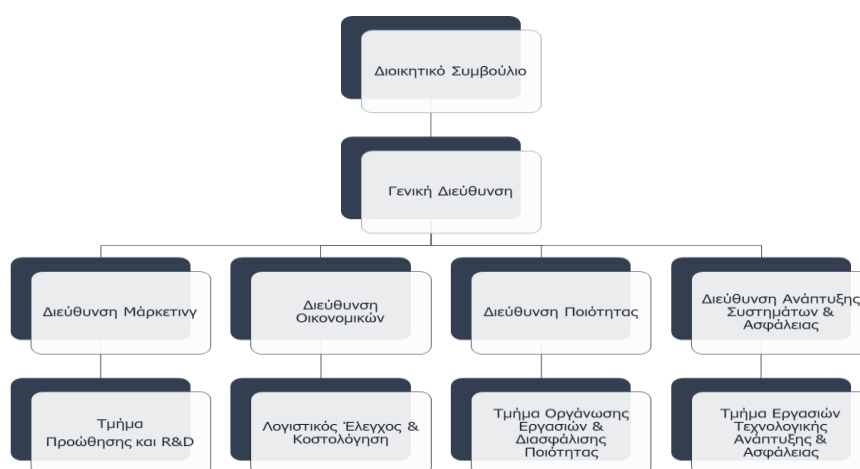 Διοικητικό Συμβούλιο
Γενική Διεύθυνση
Διεύθυνση Μάρκετινγ
Διεύθυνση
Οικονομικών
Διεύθυνση Ποιότητας
Διεύθυνση Ανάπτυξης
Συστημάτων &
Ασφάλειας
Τμήμα
Προώθησης και R&D
Λογιστικός Έλεγχος &
Κοστολόγηση
Τμήμα Οργάνωσης
Εργασιών &
Διασφάλισης
Ποιότητας
Τμήμα Εργασιών
Τεχνολογικής
Ανάπτυξης &
Ασφάλειας